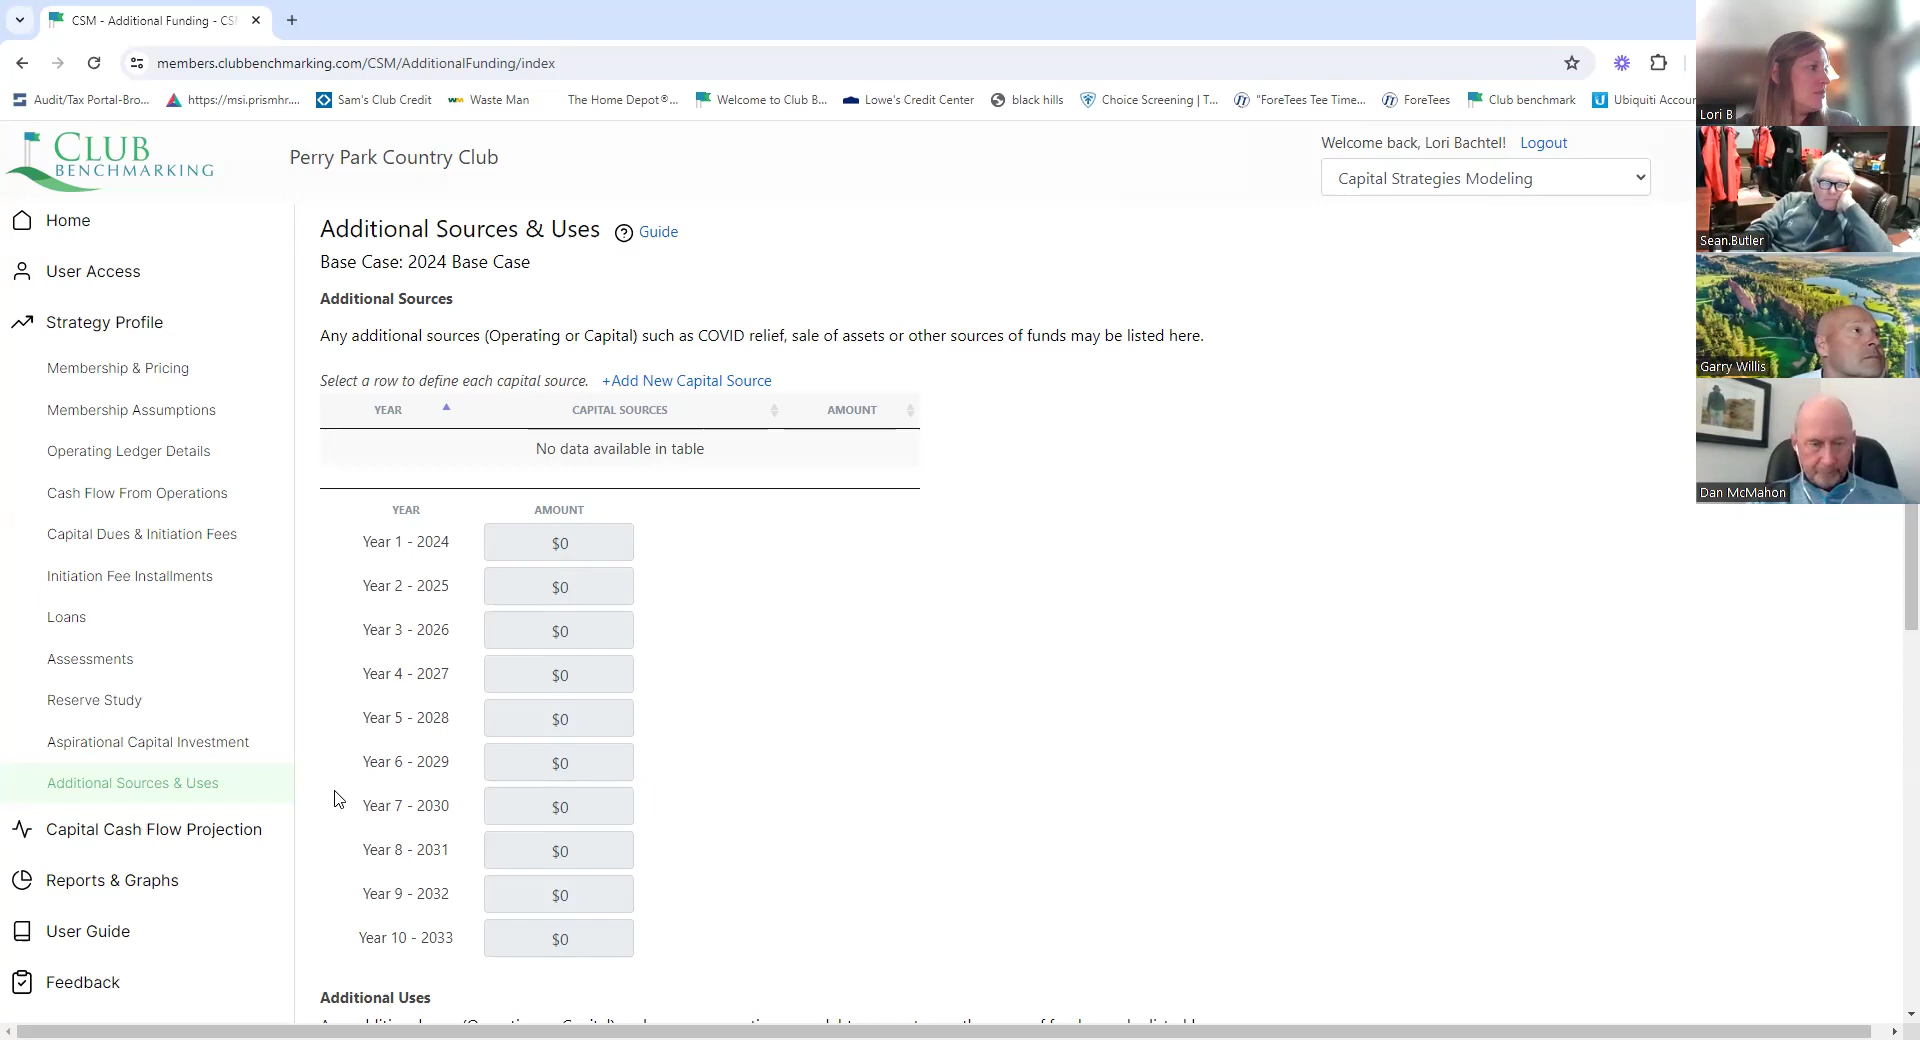 CSM - Additional Funding - CS
members.clubbenchmarking.com/CSM/AdditionalFunding/index
Audit/Tax Portal-Bro...
https://msi.prismhr....
Sam's Club Credit
Waste Man
The Home Depot®...
Welcome to Club B...
Lowe's Credit Center
black hills
Choice Screening | T...
"ForeTees Tee Time...
ForeTees
Club benchmark
Ubiquiti Accou
CLUB
BENCHMARKING
Perry Park Country Club
Welcome back, Lori Bachtel! Logout
Capital Strategies Modeling
Home
User Access
Strategy Profile
Membership & Pricing
Membership Assumptions
Operating Ledger Details
Cash Flow From Operations
Capital Dues & Initiation Fees
Initiation Fee Installments
Loans
Assessments
Reserve Study
Aspirational Capital Investment
Additional Sources & Uses
Capital Cash Flow Projection
Reports & Graphs
User Guide
Feedback
Additional Sources & Uses ? Guide
Base Case: 2024 Base Case
Additional Sources
Any additional sources (Operating or Capital) such as COVID relief, sale of assets or other sources of funds may be listed here.
Select a row to define each capital source. +Add New Capital Source
YEAR CAPITAL SOURCES AMOUNT
No data available in table
YEAR AMOUNT
Year 1 - 2024 $0
Year 2 - 2025 $0
Year 3 - 2026 $0
Year 4 - 2027 $0
Year 5 - 2028 $0
Year 6 - 2029 $0
Year 7 - 2030 $0
Year 8 - 2031 $0
Year 9 - 2032 $0
Year 10 - 2033 $0
Additional Uses
Lori B
Sean.Butler
Garry Willis
Dan McMahon